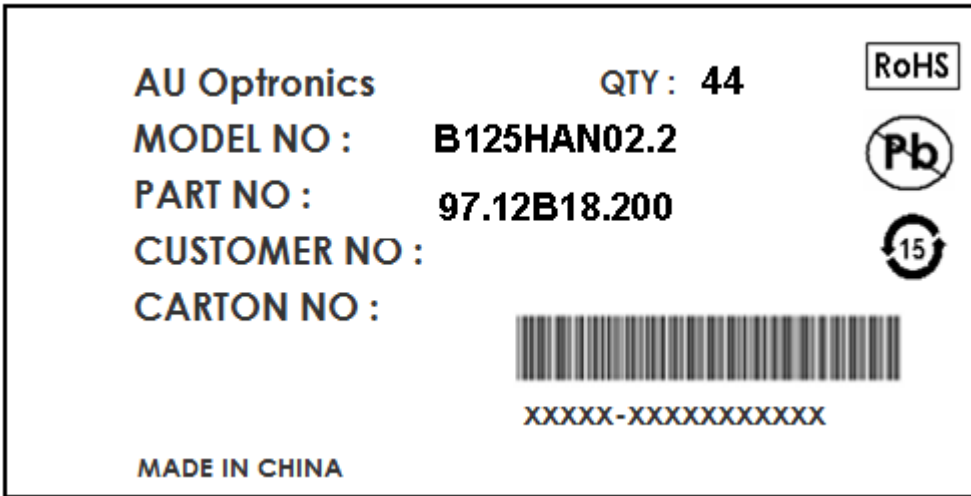 AU Optronics QTY : 44 RoHS
MODEL NO : B125HAN02.2 Pb
PART NO : 97.12B18.200
CUSTOMER NO : 15
CARTON NO :
XXXXX-XXXXXXXXXXX
MADE IN CHINA